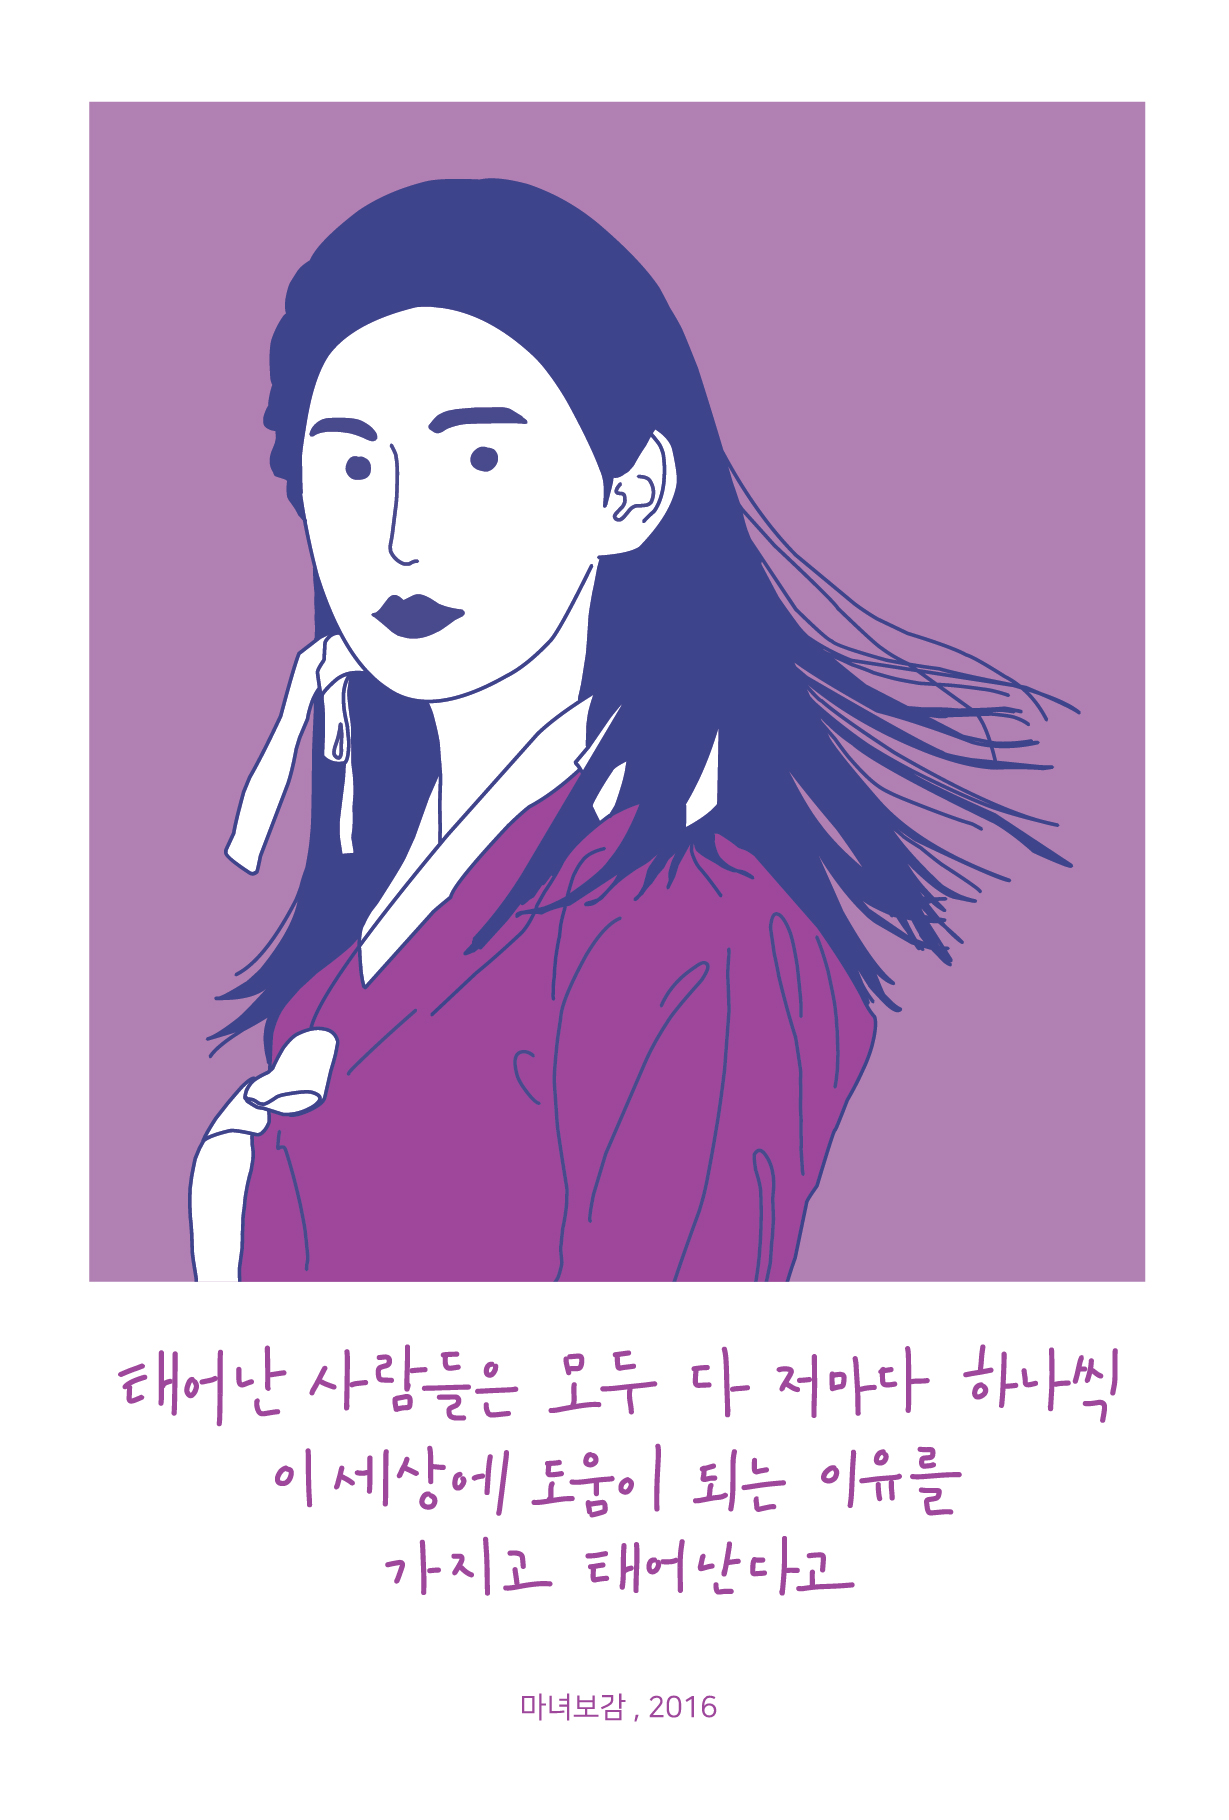 태어난 사람들은 모두 다 저마다 하나씩
이 세상에 도움이 되는 이유를
가지고 태어난다고
마녀보감, 2016